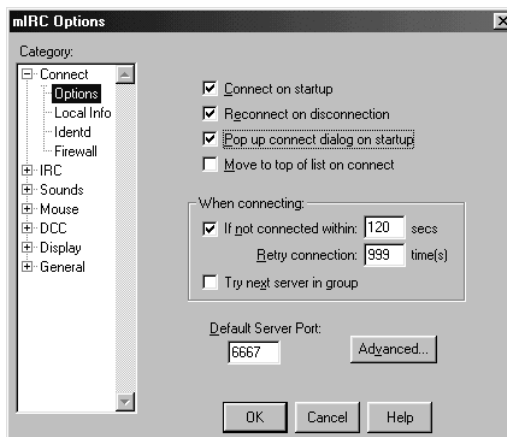 mIRC Options
Category:
Connect
Options
Local Info
Identd
Firewall
IRC
Sounds
Mouse
DCC
Display
General
Connect on startup
Reconnect on disconnection
Pop up connect dialog on startup
Move to top of list on connect
When connecting:
If not connected within: 120 secs
Retry connection: 999 time(s)
Try next server in group
Default Server Port:
6667
Advanced...
OK Cancel Help